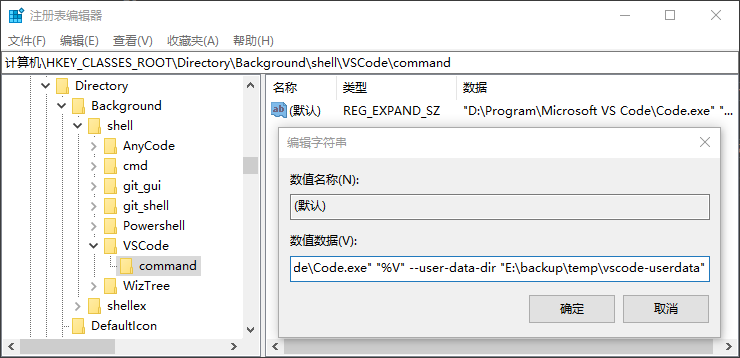 注册表编辑器
文件(F) 编辑(E) 查看(V) 收藏夹(A) 帮助(H)
计算机\HKEY_CLASSES_ROOT\Directory\Background\shell\VSCode\command
Directory
Background
shell
AnyCode
cmd
git_gui
git_shell
Powershell
VSCode
command
WizTree
shellex
DefaultIcon
名称 类型 数据
(默认) REG_EXPAND_SZ "D:\Program\Microsoft VS Code\Code.exe" "...
编辑字符串
数值名称(N):
(默认)
数值数据(V):
de\Code.exe" "%V" --user-data-dir "E:\backup\temp\vscode-userdata"
确定 取消